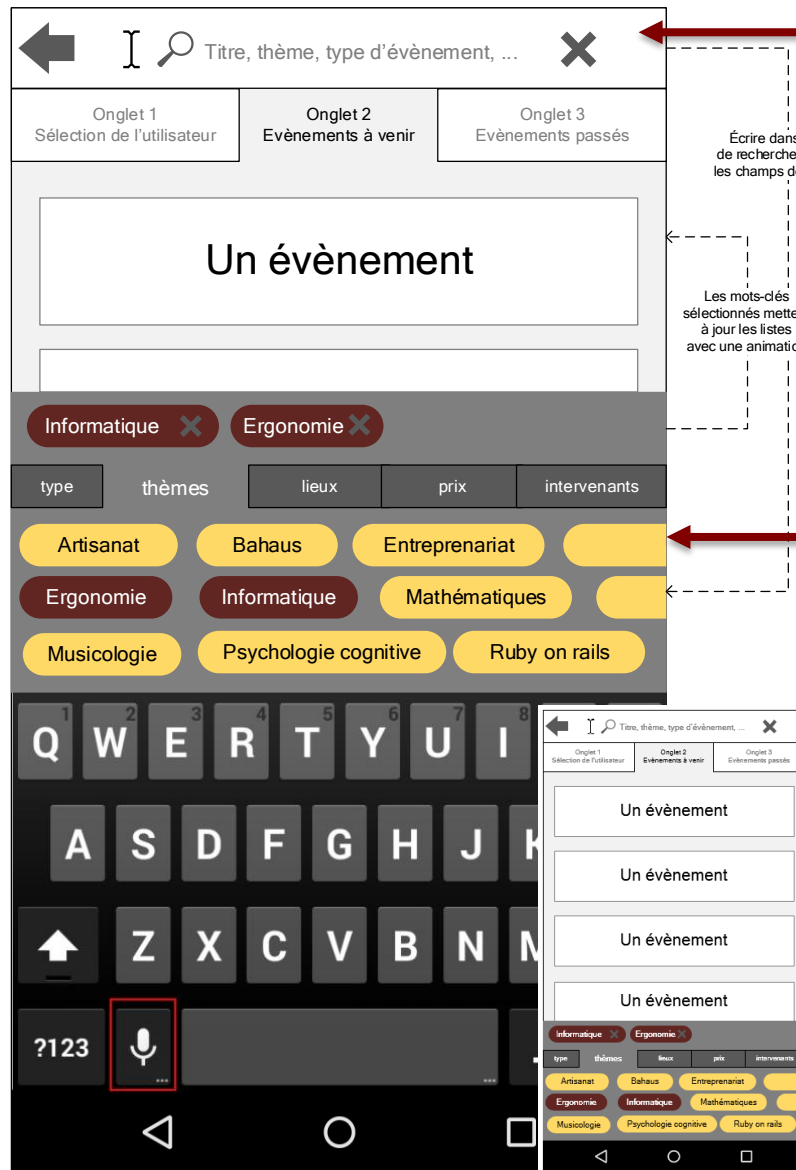 Titre, thème, type d'évènement, ...
Onglet 1
Sélection de l'utilisateur
Onglet 2
Evènements à venir
Onglet 3
Evènements passés
Écrire dans
de recherche
les champs d
Un évènement
Les mots-clés
sélectionnés mette
à jour les listes
avec une animatio
Informatique
Ergonomie
type
thèmes
lieux
prix
intervenants
Artisanat
Bahaus
Entreprenariat
Ergonomie
Informatique
Mathématiques
Musicologie
Psychologie cognitive
Ruby on rails
1 2 3 4 5 6 7 8
Q W E R T Y U I
A S D F G H J K
Z X C V B N M
?123
Titre, thème, type d'évènement, ...
Onglet 1
Sélection de l'utilisateur
Onglet 2
Evènements à venir
Onglet 3
Evènements passés
Un évènement
Un évènement
Un évènement
Un évènement
Informatique
Ergonomie
type
thèmes
lieux
prix
intervenants
Artisanat
Bahaus
Entreprenariat
Ergonomie
Informatique
Mathématiques
Musicologie
Psychologie cognitive
Ruby on rails